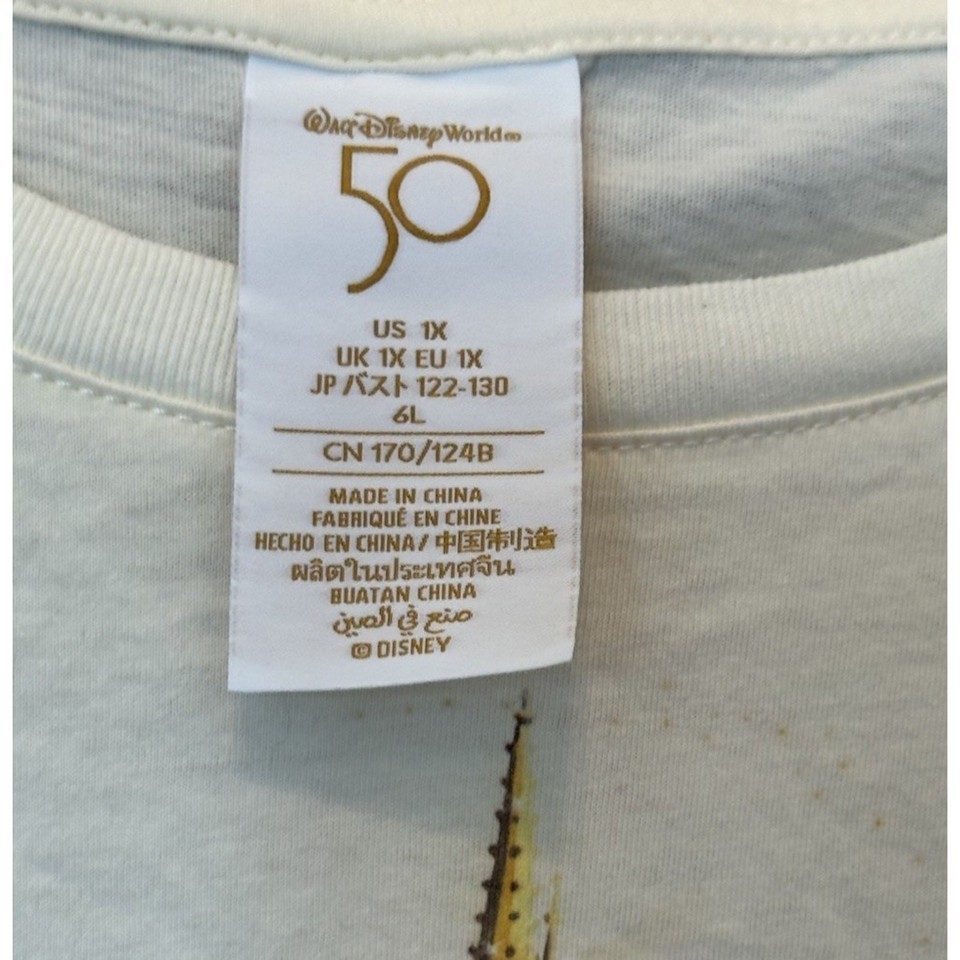 Walt Disney World
50
US 1X
UK 1X EU 1X
JP バスト 122-130
6L
CN 170/124B
MADE IN CHINA
FABRIQUÉ EN CHINE
HECHO EN CHINA/ 中国制造
ผลิตในประเทศจีน
BUATAN CHINA
صنع في الصين
© DISNEY